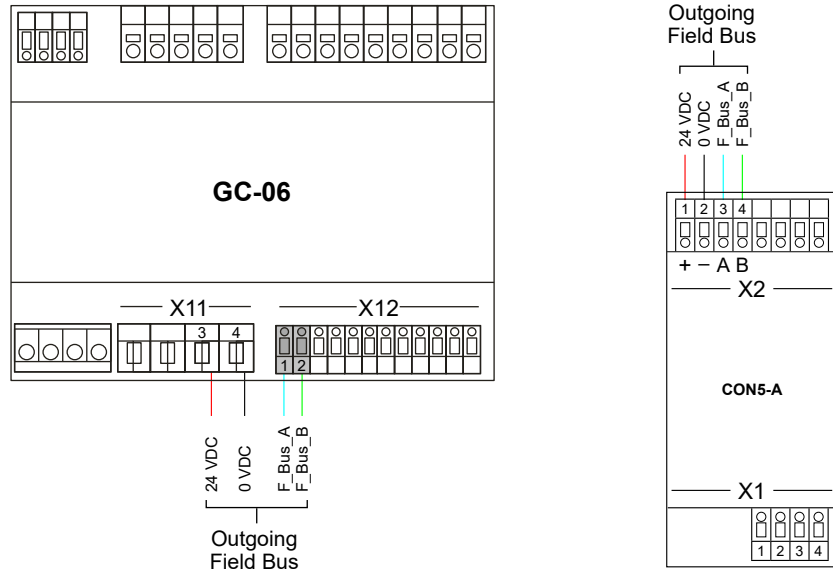 GC-06
X11
X12
3 4
1 2
24 VDC
0 VDC
F_Bus_A
F_Bus_B
Outgoing
Field Bus
Outgoing
Field Bus
24 VDC
0 VDC
F_Bus_A
F_Bus_B
1 2 3 4
+ − A B
X2
CON5-A
X1
1 2 3 4